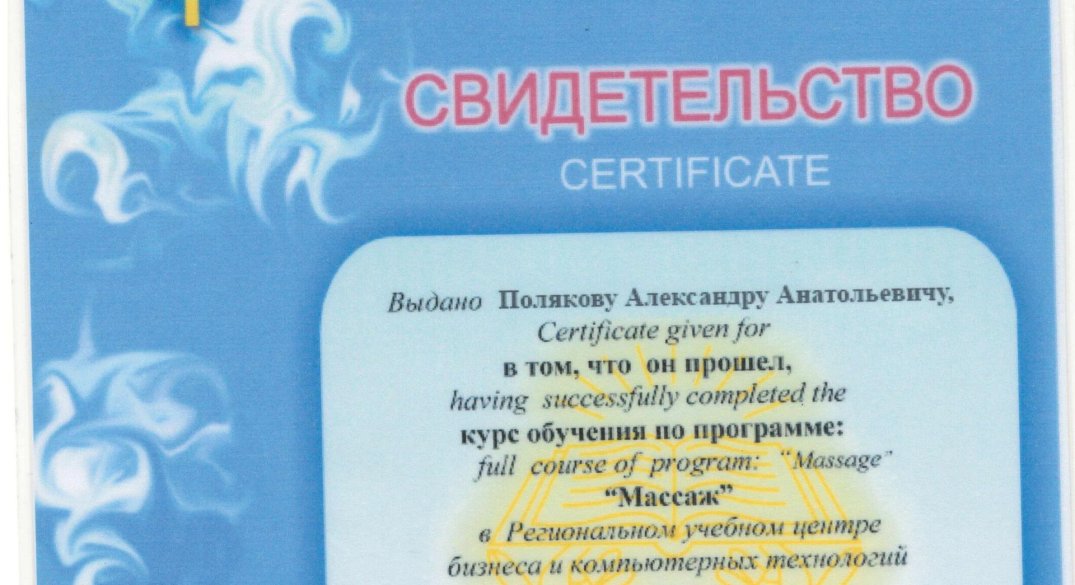 СВИДЕТЕЛЬСТВО
CERTIFICATE
Выдано Полякову Александру Анатольевичу,
Certificate given for
в том, что он прошел,
having successfully completed the
курс обучения по программе:
full course of program: “Massage”
“Массаж”
в Региональном учебном центре
бизнеса и компьютерных технологий